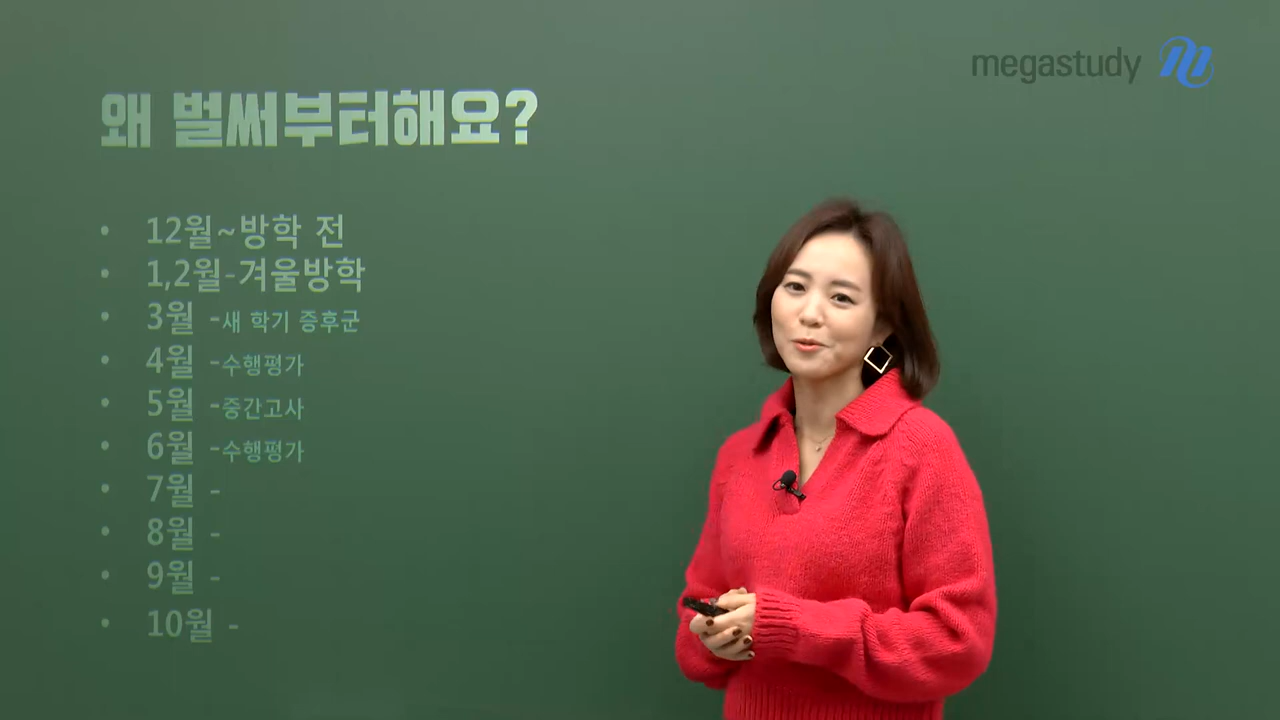 megastudy
왜 벌써부터해요?
• 12월~방학 전
• 1,2월-겨울방학
• 3월 -새 학기 증후군
• 4월 -수행평가
• 5월 -중간고사
• 6월 -수행평가
• 7월 -
• 8월 -
• 9월 -
• 10월 -